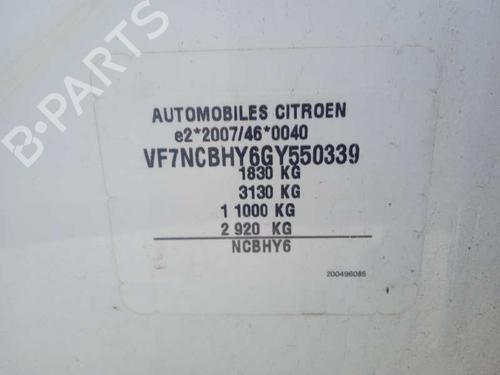 B-PARTS
AUTOMOBILES CITROEN
e2*2007/46*0040
VF7NCBHY6GY550339
1830 KG
3130 KG
1 1000 KG
2 920 KG
NCBHY6
200496085